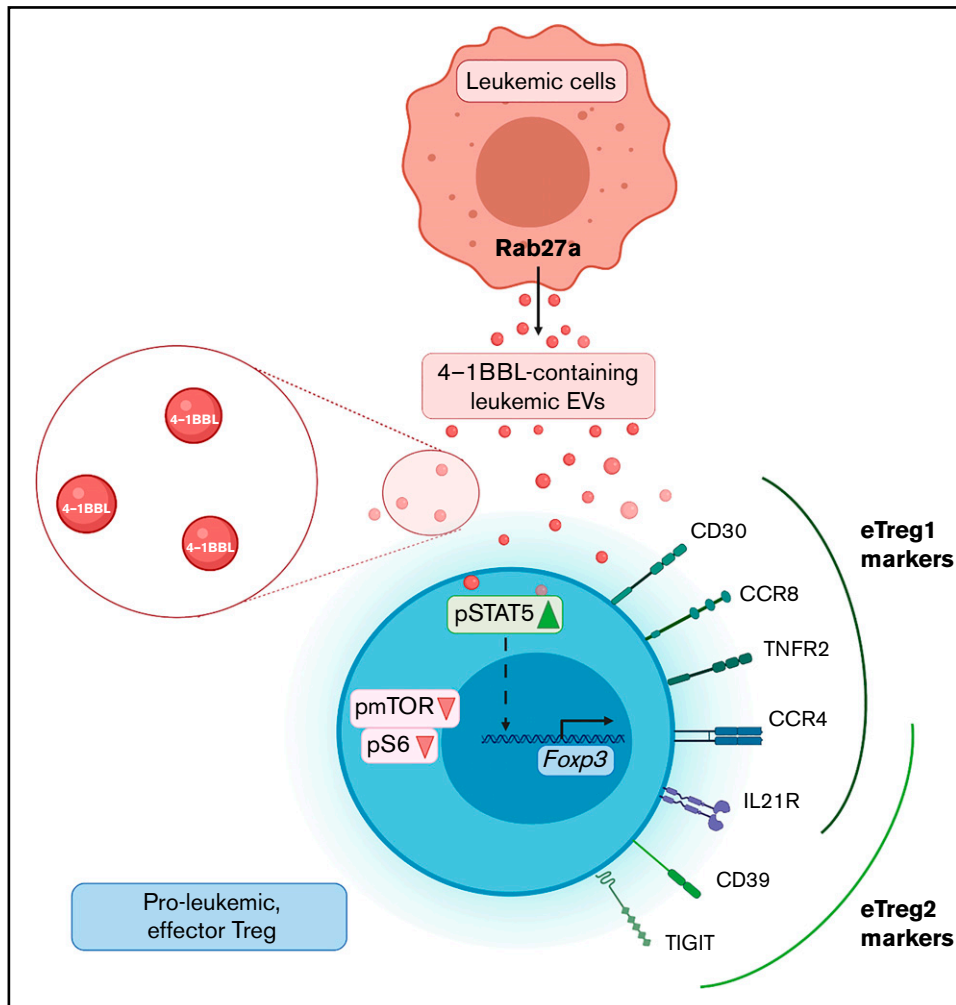 Leukemic cells
Rab27a
4–1BBL-containing
leukemic EVs
4–1BBL
4–1BBL
4–1BBL
CD30
eTreg1
markers
CCR8
pSTAT5
TNFR2
pmTOR
CCR4
pS6
Foxp3
IL21R
CD39
Pro-leukemic,
effector Treg
eTreg2
markers
TIGIT